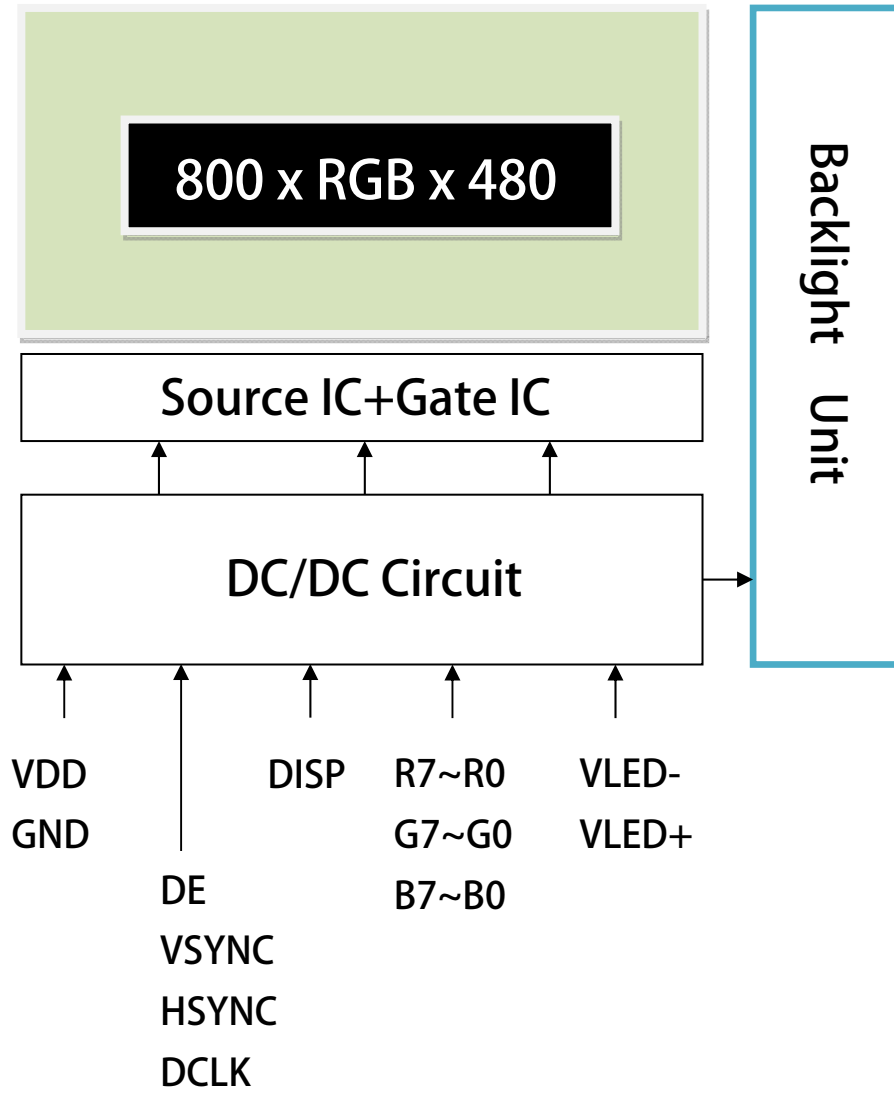 800 x RGB x 480
Backlight Unit
Source IC+Gate IC
DC/DC Circuit
VDD
GND
DE
VSYNC
HSYNC
DCLK
DISP
R7~R0
G7~G0
B7~B0
VLED-
VLED+